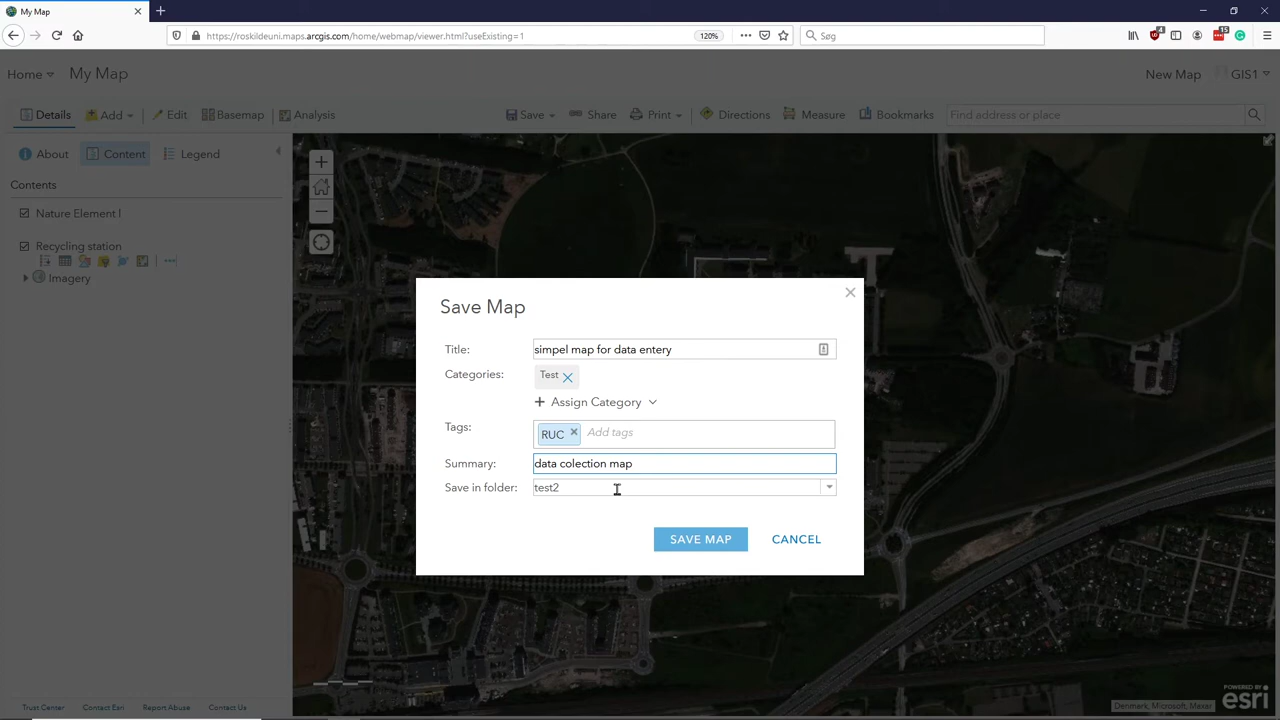 My Map
https://roskildeuni.maps.arcgis.com/home/webmap/viewer.html?useExisting=1
120%
Søg
15
Home
My Map
New Map
GIS1
Details
Add
Edit
Basemap
Analysis
Save
Share
Print
Directions
Measure
Bookmarks
Find address or place
About
Content
Legend
Contents
Nature Element l
Recycling station
Imagery
Save Map
Title:
simpel map for data entery
Categories:
Test
Assign Category
Tags:
RUC
Add tags
Summary:
data colection map
Save in folder:
test2
SAVE MAP
CANCEL
Trust Center
Contact Esri
Report Abuse
Contact Us
Denmark, Microsoft, Maxar
POWERED BY
esri